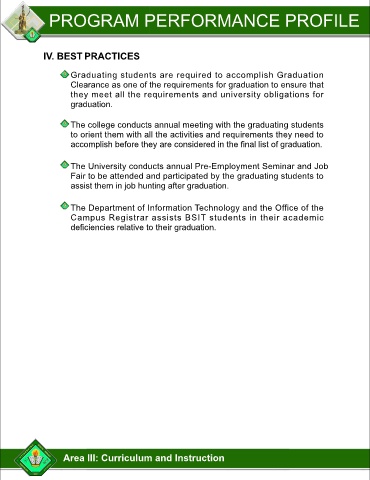 PROGRAM PERFORMANCE PROFILE
IV. BEST PRACTICES
Graduating students are required to accomplish Graduation
Clearance as one of the requirements for graduation to ensure that
they meet all the requirements and university obligations for
graduation.
The college conducts annual meeting with the graduating students
to orient them with all the activities and requirements they need to
accomplish before they are considered in the final list of graduation.
The University conducts annual Pre-Employment Seminar and Job
Fair to be attended and participated by the graduating students to
assist them in job hunting after graduation.
The Department of Information Technology and the Office of the
Campus Registrar assists BSIT students in their academic
deficiencies relative to their graduation.
Area III: Curriculum and Instruction